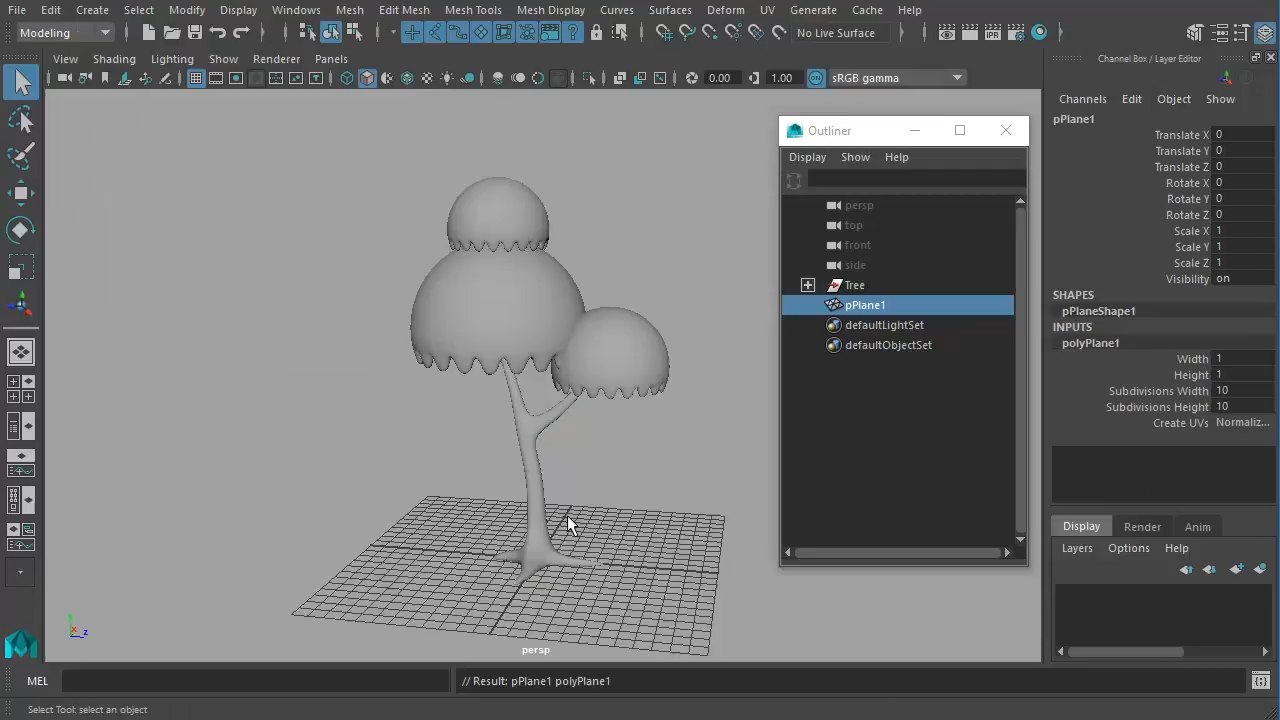 File Edit Create Select Modify Display Windows Mesh Edit Mesh Mesh Tools Mesh Display Curves Surfaces Deform UV Generate Cache Help
Modeling
No Live Surface
View Shading Lighting Show Renderer Panels
0.00 1.00 ON sRGB gamma
Channel Box / Layer Editor
Channels Edit Object Show
pPlane1
Translate X 0
Translate Y 0
Translate Z 0
Rotate X 0
Rotate Y 0
Rotate Z 0
Scale X 1
Scale Y 1
Scale Z 1
Visibility on
SHAPES
pPlaneShape1
INPUTS
polyPlane1
Width 1
Height 1
Subdivisions Width 10
Subdivisions Height 10
Create UVs Normaliz...
Display Render Anim
Layers Options Help
Outliner
Display Show Help
persp
top
front
side
Tree
pPlane1
defaultLightSet
defaultObjectSet
y
x z
persp
IPR
MEL
// Result: pPlane1 polyPlane1
Select Tool: select an object